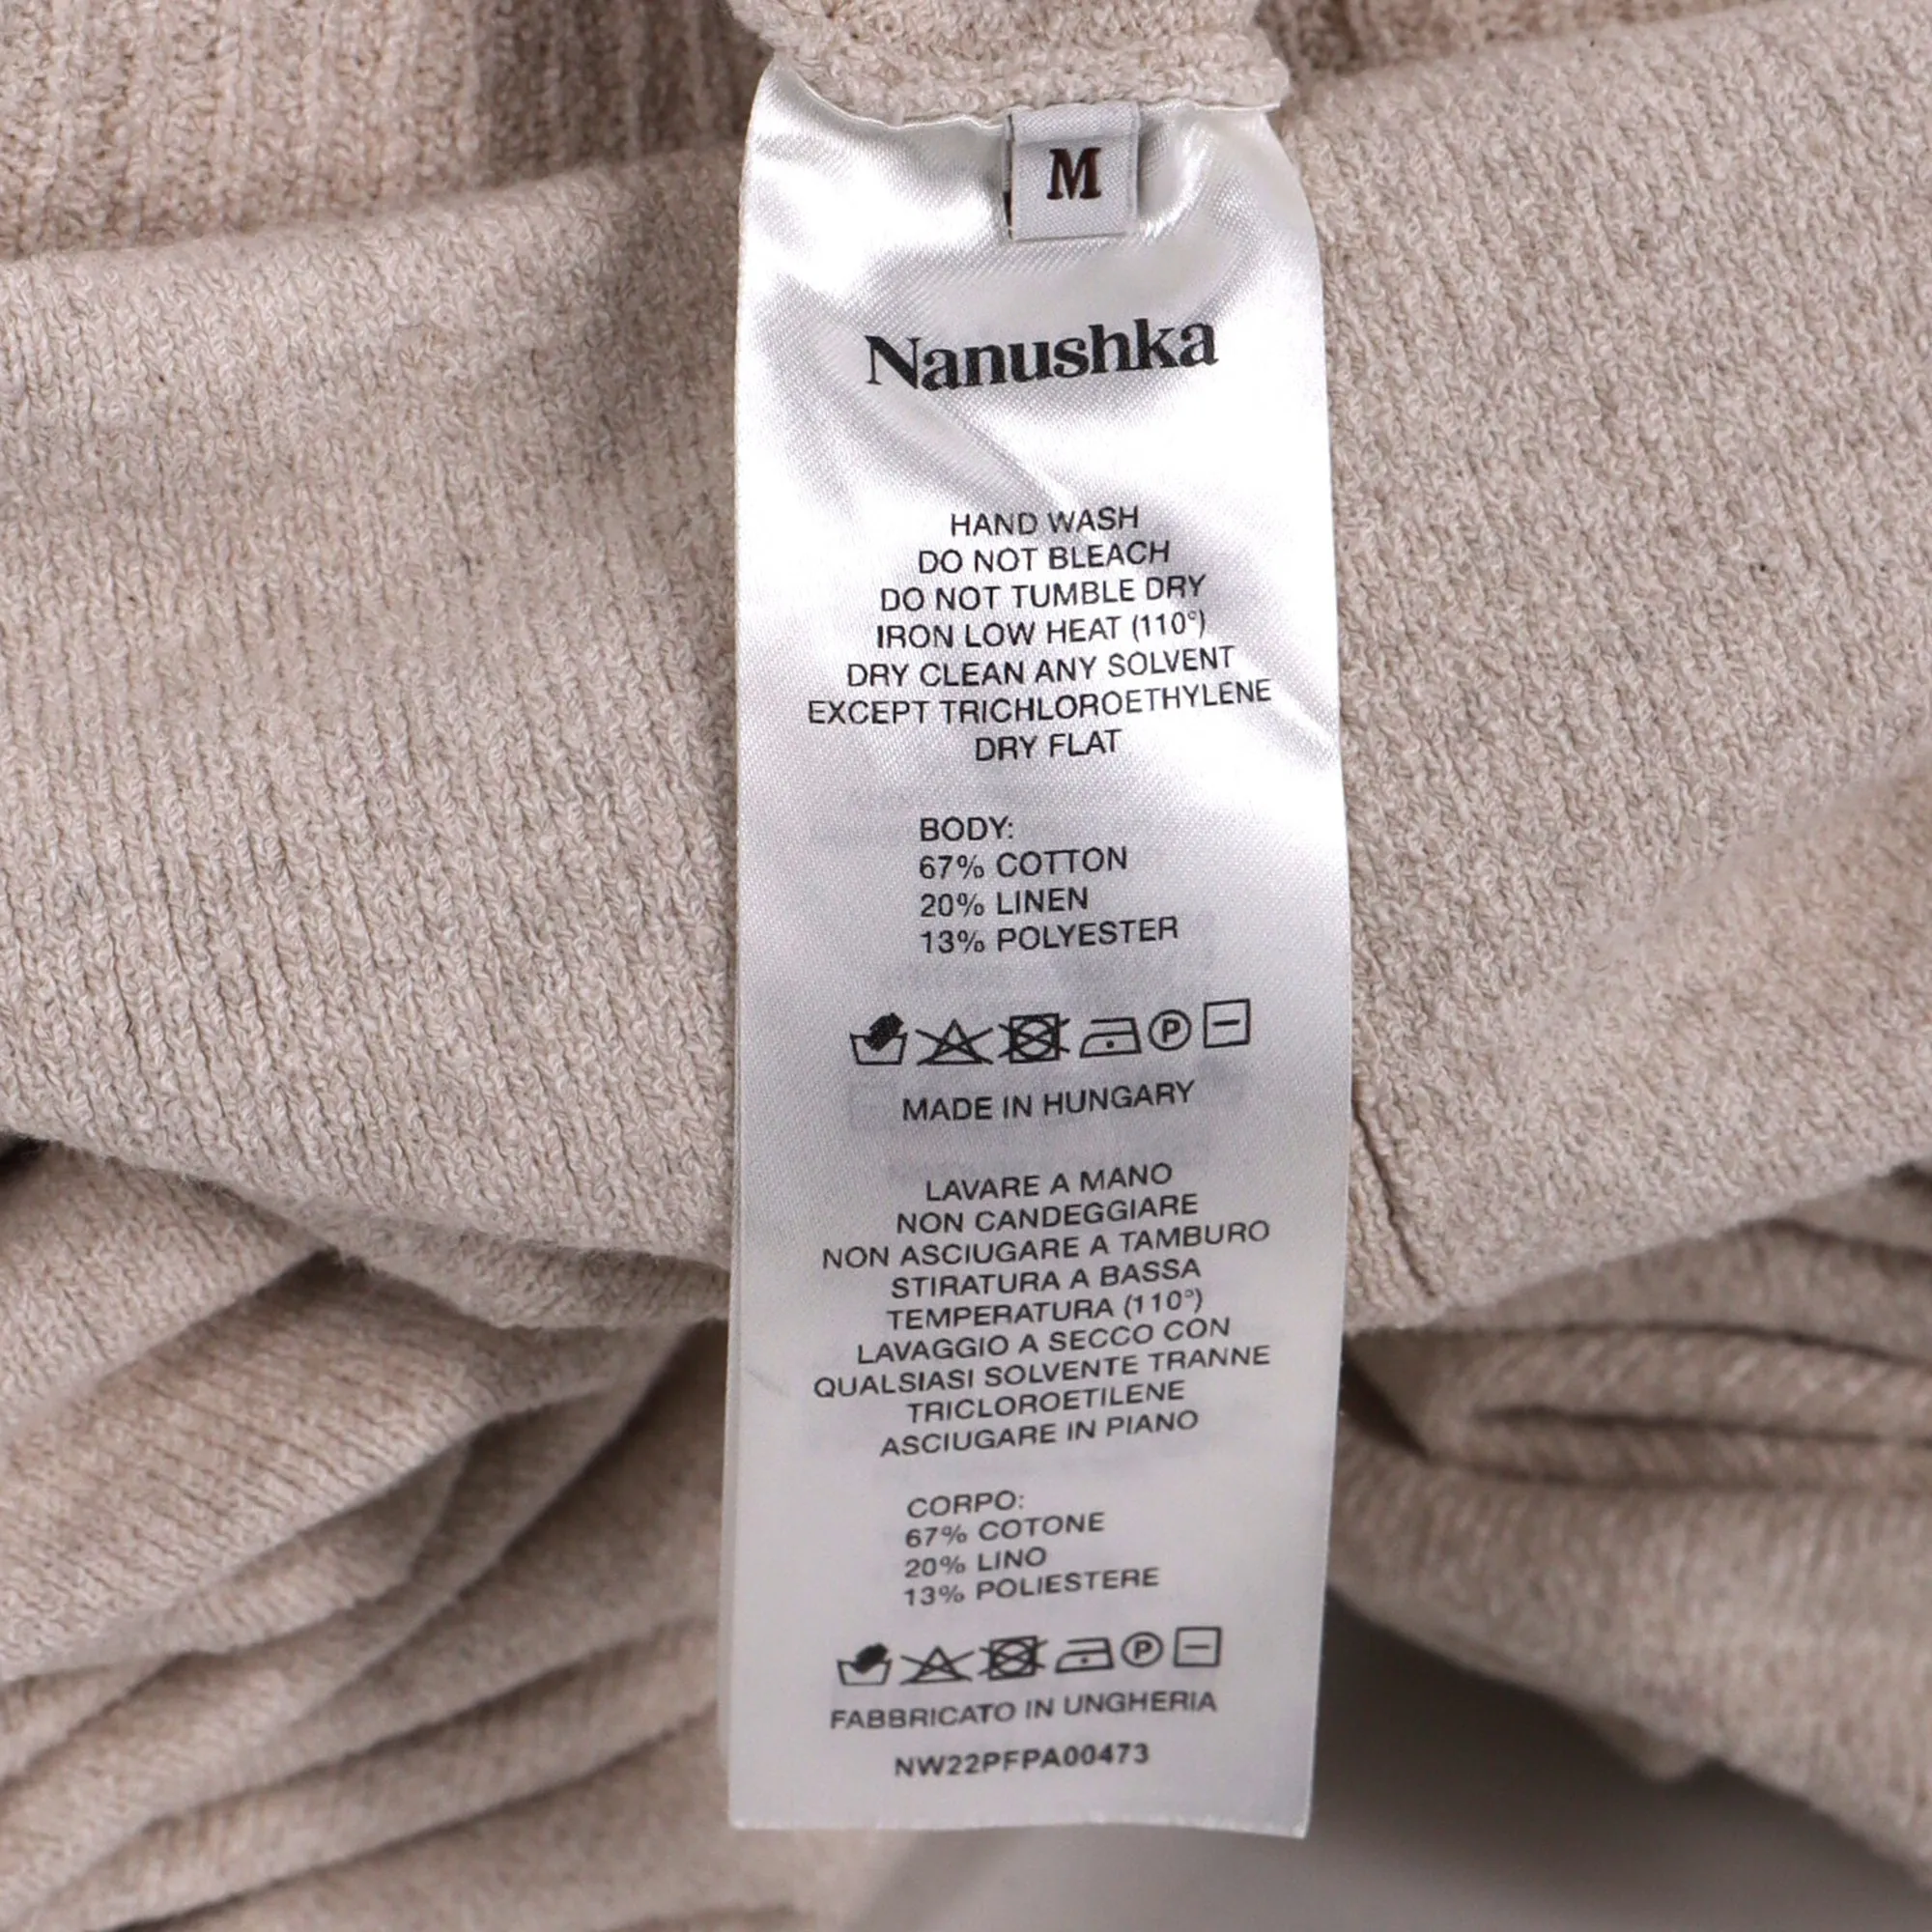 M
Nanushka
HAND WASH
DO NOT BLEACH
DO NOT TUMBLE DRY
IRON LOW HEAT (110°)
DRY CLEAN ANY SOLVENT
EXCEPT TRICHLOROETHYLENE
DRY FLAT
BODY:
67% COTTON
20% LINEN
13% POLYESTER
P
MADE IN HUNGARY
LAVARE A MANO
NON CANDEGGIARE
NON ASCIUGARE A TAMBURO
STIRATURA A BASSA
TEMPERATURA (110°)
LAVAGGIO A SECCO CON
QUALSIASI SOLVENTE TRANNE
TRICLOROETILENE
ASCIUGARE IN PIANO
CORPO:
67% COTONE
20% LINO
13% POLIESTERE
P
FABBRICATO IN UNGHERIA
NW22PFPA00473